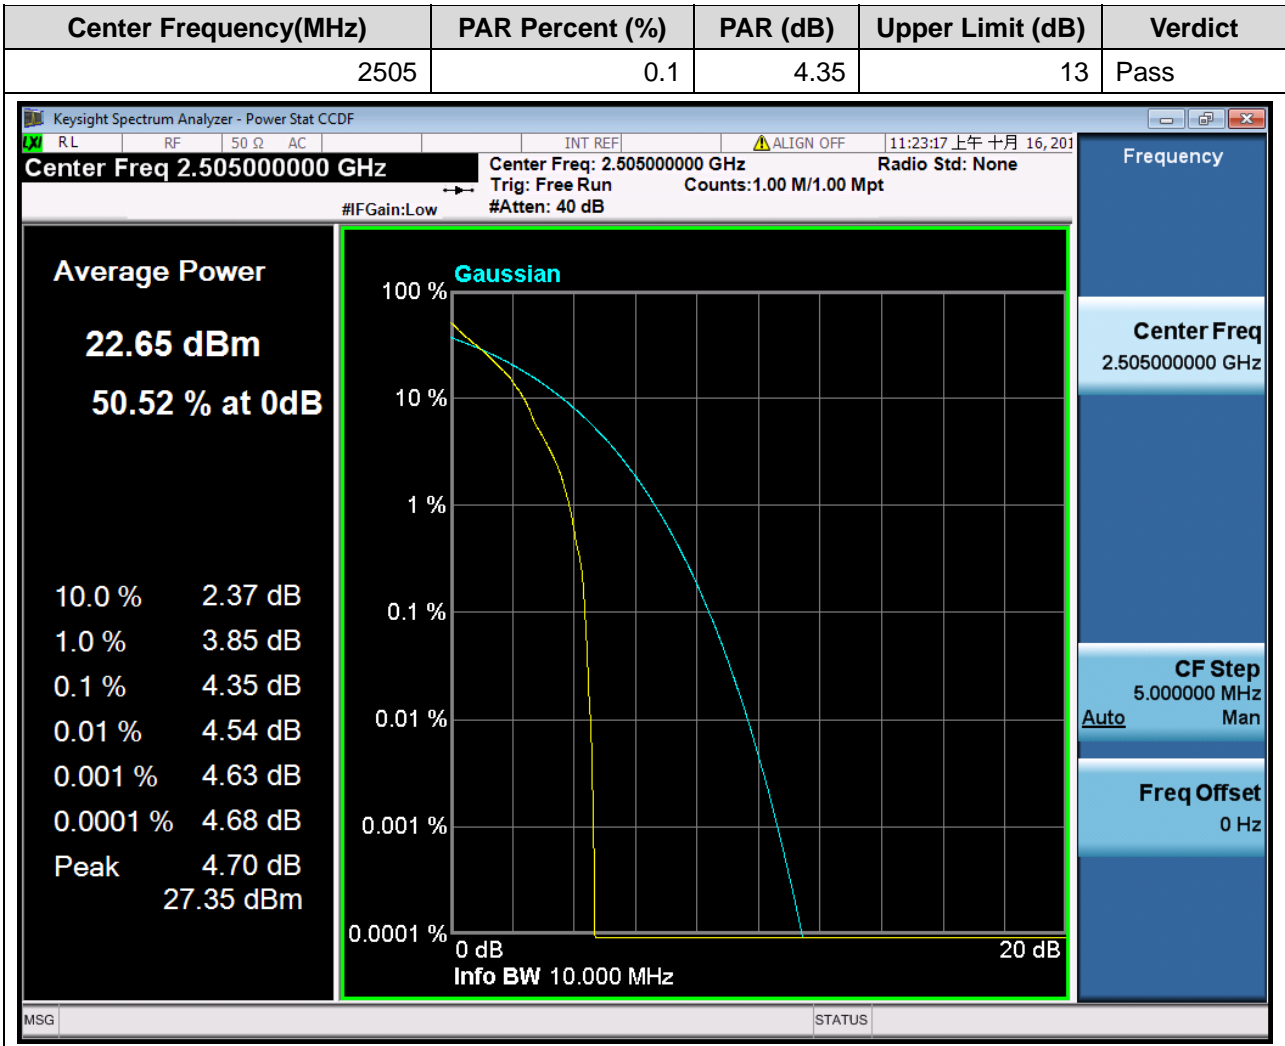 Center Frequency(MHz) PAR Percent (%) PAR (dB) Upper Limit (dB) Verdict
2505 0.1 4.35 13 Pass
Keysight Spectrum Analyzer - Power Stat CCDF
LXI RL RF 50 Ω AC INT REF ALIGN OFF 11:23:17 上午 十月 16, 201
Center Freq 2.505000000 GHz
#IFGain:Low
Center Freq: 2.505000000 GHz Radio Std: None
Trig: Free Run Counts:1.00 M/1.00 Mpt
#Atten: 40 dB
Average Power
22.65 dBm
50.52 % at 0dB
10.0 % 2.37 dB
1.0 % 3.85 dB
0.1 % 4.35 dB
0.01 % 4.54 dB
0.001 % 4.63 dB
0.0001 % 4.68 dB
Peak 4.70 dB
27.35 dBm
Gaussian
100 %
10 %
1 %
0.1 %
0.01 %
0.001 %
0.0001 %
0 dB 20 dB
Info BW 10.000 MHz
Frequency
Center Freq
2.505000000 GHz
CF Step
5.000000 MHz
Auto Man
Freq Offset
0 Hz
MSG STATUS